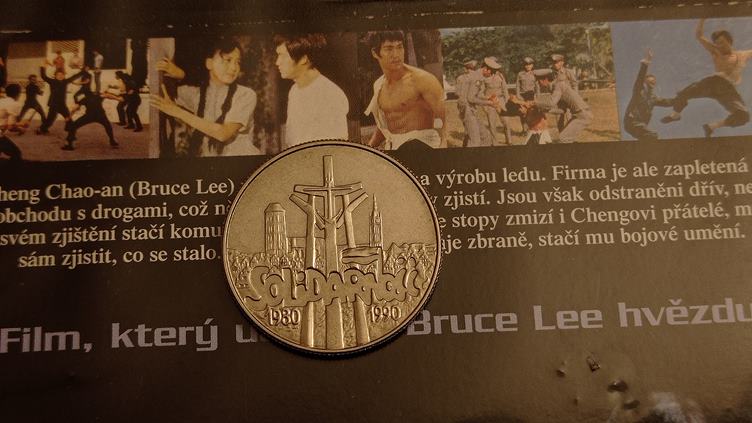 heng Chao-an (Bruce Lee) a výrobu ledu. Firma je ale zapletená
obchodu s drogami, což zjistí. Jsou však odstraněni dřív, ne
svém zjištění stačí komu e stopy zmizí i Chengovi přátelé, m
sám zjistit, co se stalo. je zbraně, stačí mu bojové umění.
SOLiDARNOŚĆ
1980 1990
Film, který u Bruce Lee hvězdu